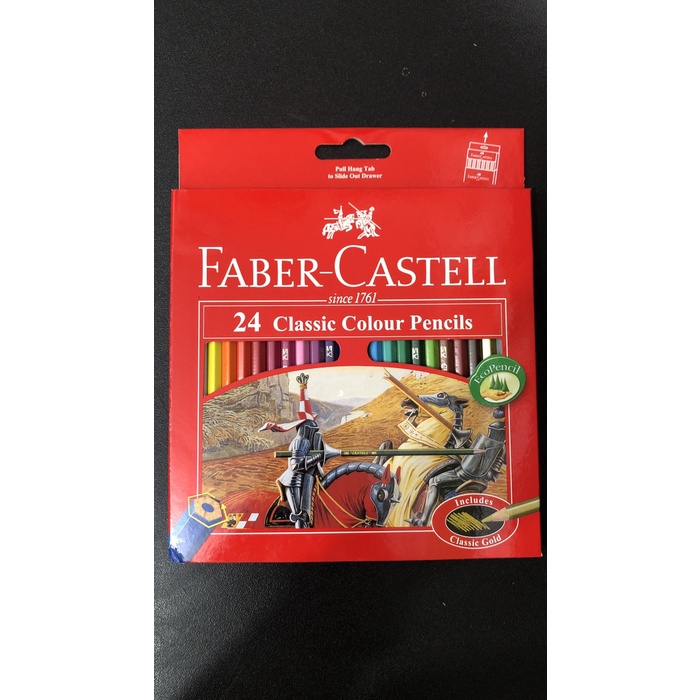 Pull Hang Tab
to Slide Out Drawer
FABER-CASTELL
since 1761
24 Classic Colour Pencils
EcoPencil
"CASTELL"
Includes
Classic Gold